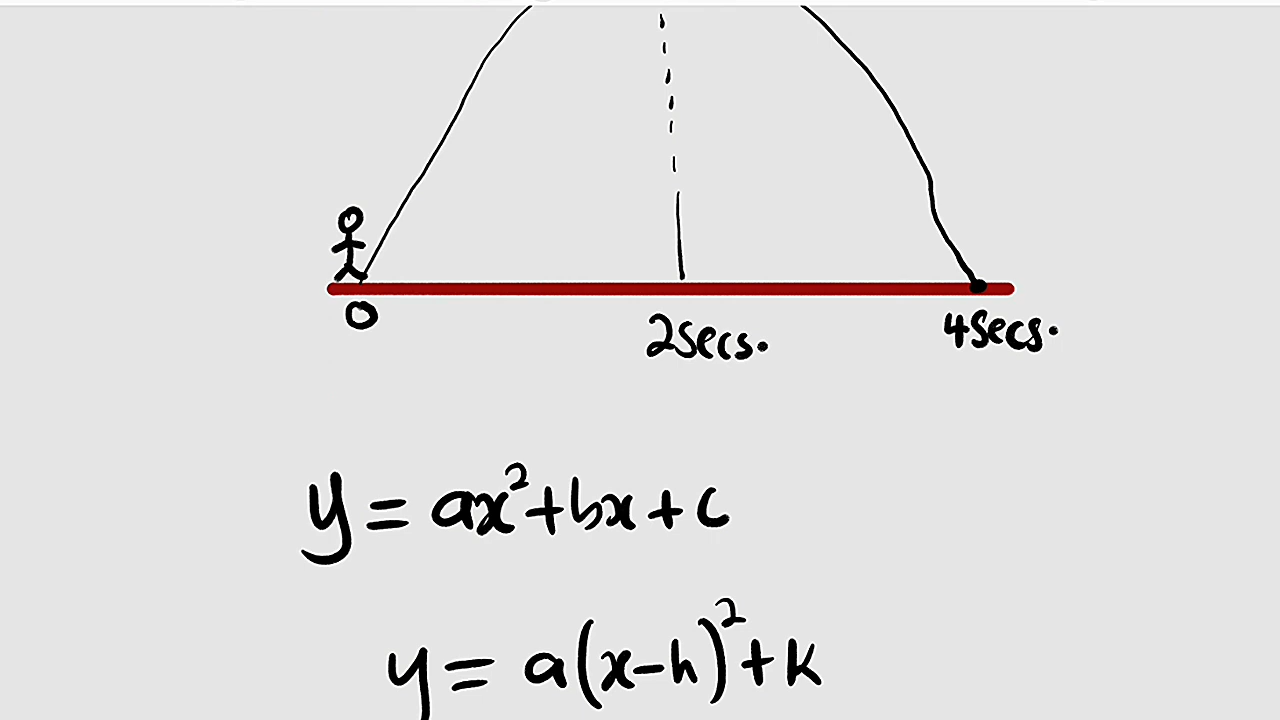 0
2secs.
4secs.
y = ax²+bx+c
y = a(x-h)²+k